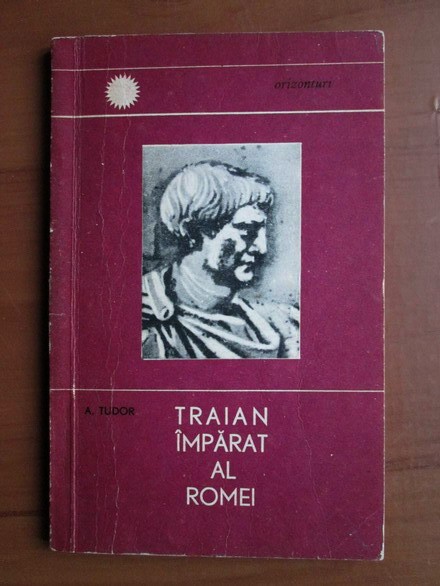 orizonturi
A. TUDOR
TRAIAN
ÎMPĂRAT
AL
ROMEI